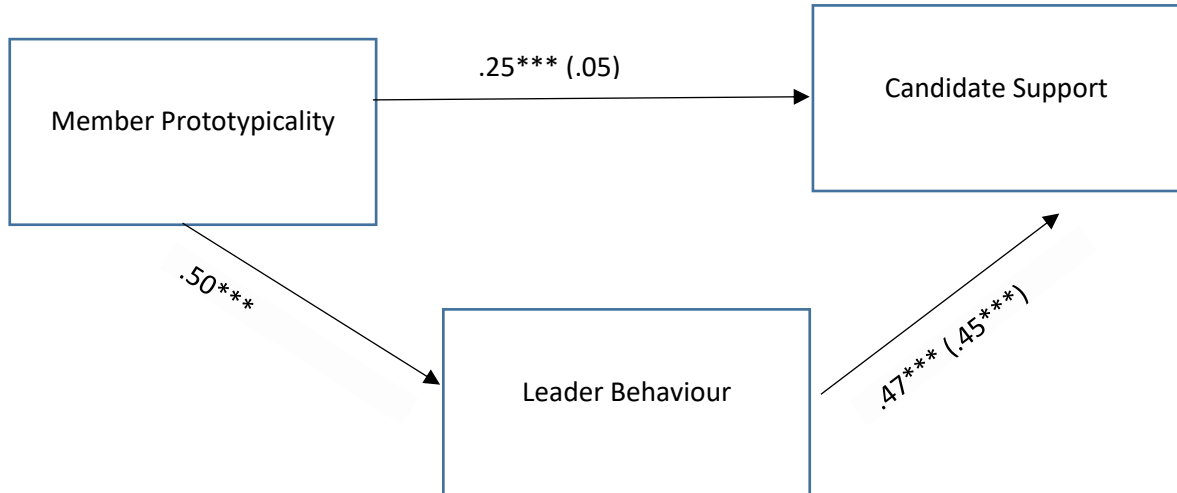 .25*** (.05)
Candidate Support
Member Prototypicality
.50***
.47*** (.45***)
Leader Behaviour